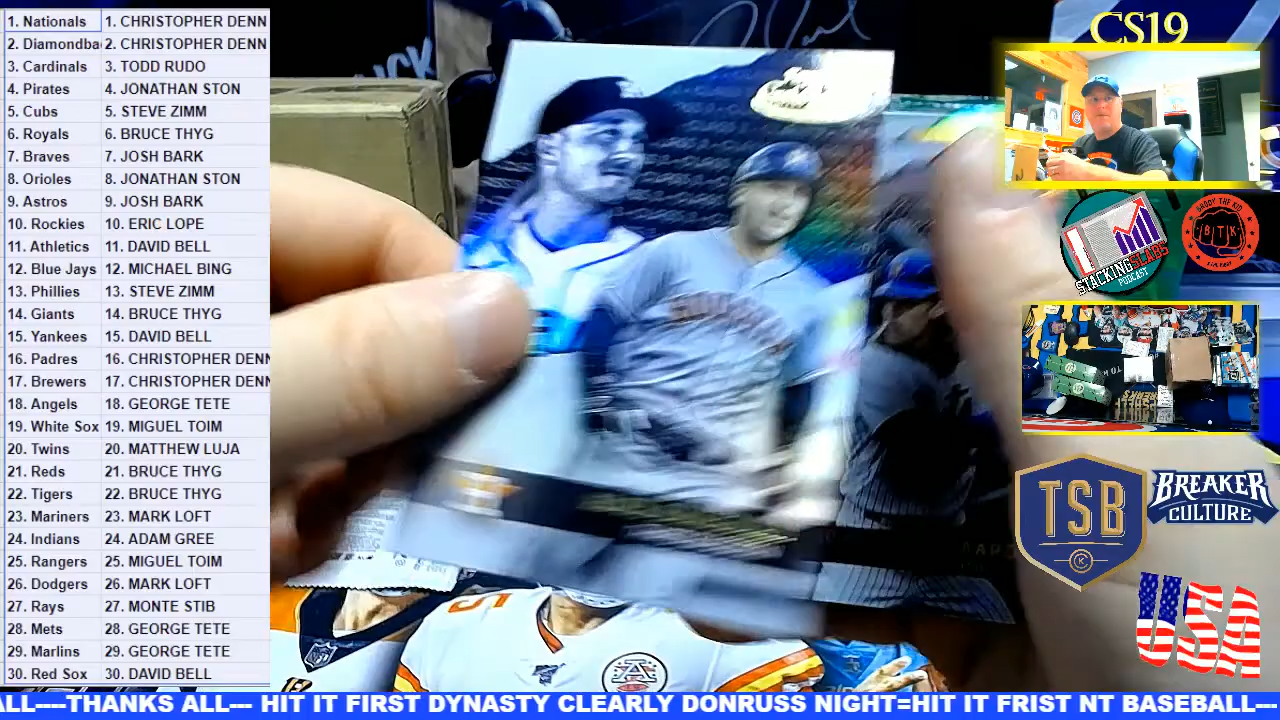 1. Nationals 1. CHRISTOPHER DENN
2. Diamondba 2. CHRISTOPHER DENN
3. Cardinals 3. TODD RUDO
4. Pirates 4. JONATHAN STON
5. Cubs 5. STEVE ZIMM
6. Royals 6. BRUCE THYG
7. Braves 7. JOSH BARK
8. Orioles 8. JONATHAN STON
9. Astros 9. JOSH BARK
10. Rockies 10. ERIC LOPE
11. Athletics 11. DAVID BELL
12. Blue Jays 12. MICHAEL BING
13. Phillies 13. STEVE ZIMM
14. Giants 14. BRUCE THYG
15. Yankees 15. DAVID BELL
16. Padres 16. CHRISTOPHER DENN
17. Brewers 17. CHRISTOPHER DENN
18. Angels 18. GEORGE TETE
19. White Sox 19. MIGUEL TOIM
20. Twins 20. MATTHEW LUJA
21. Reds 21. BRUCE THYG
22. Tigers 22. BRUCE THYG
23. Mariners 23. MARK LOFT
24. Indians 24. ADAM GREE
25. Rangers 25. MIGUEL TOIM
26. Dodgers 26. MARK LOFT
27. Rays 27. MONTE STIB
28. Mets 28. GEORGE TETE
29. Marlins 29. GEORGE TETE
30. Red Sox 30. DAVID BELL
CS19
STACKING SLABS
PODCAST
BRODY THE KID
BTK
TSB
K
BREAKER
CULTURE
USA
NFL
5
A
ALL----THANKS ALL--- HIT IT FIRST DYNASTY CLEARLY DONRUSS NIGHT=HIT IT FRIST NT BASEBALL---